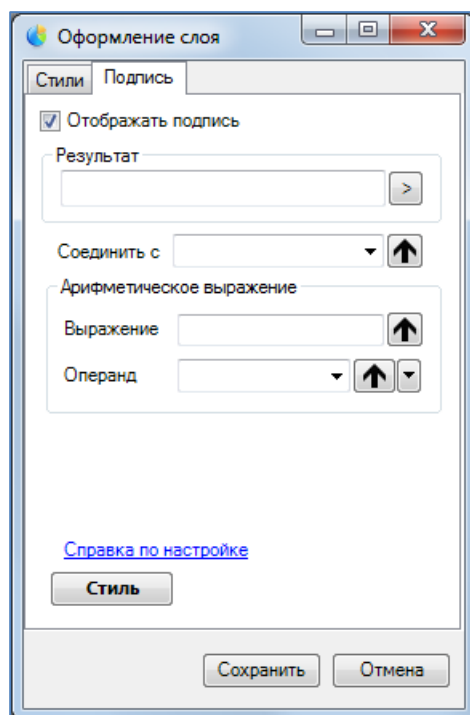 Оформление слоя
Стили Подпись
Отображать подпись
Результат
>
Соединить с
Арифметическое выражение
Выражение
Операнд
Справка по настройке
Стиль
Сохранить Отмена